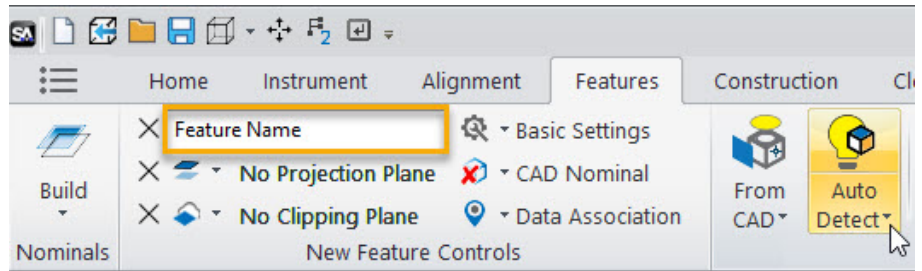 SA
F2
Home Instrument Alignment Features Construction Cl
Feature Name Basic Settings
No Projection Plane CAD Nominal
Build From Auto
No Clipping Plane Data Association CAD Detect
Nominals New Feature Controls